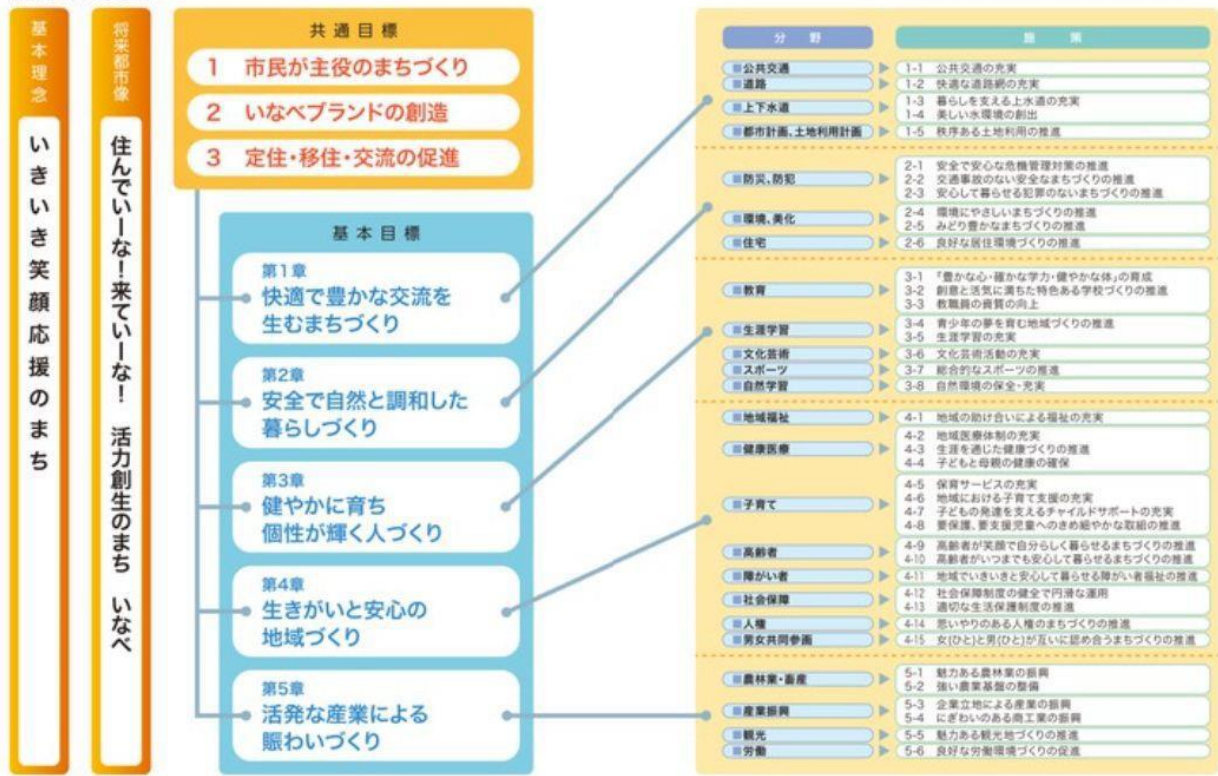 基本理念
いきいき笑顔応援のまち
将来都市像
住んでいーな!来ていーな! 活力創生のまち いなべ
共通目標
1 市民が主役のまちづくり
2 いなべブランドの創造
3 定住・移住・交流の促進
基本目標
第1章
快適で豊かな交流を
生むまちづくり
第2章
安全で自然と調和した
暮らしづくり
第3章
健やかに育ち
個性が輝く人づくり
第4章
生きがいと安心の
地域づくり
第5章
活発な産業による
賑わいづくり
分野
施策
■公共交通
1-1 公共交通の充実
■道路
1-2 快適な道路網の充実
■上下水道
1-3 暮らしを支える上水道の充実
1-4 美しい水環境の創出
■都市計画、土地利用計画
1-5 秩序ある土地利用の推進
■防災、防犯
2-1 安全で安心な危機管理対策の推進
2-2 交通事故のない安全なまちづくりの推進
2-3 安心して暮らせる犯罪のないまちづくりの推進
■環境、美化
2-4 環境にやさしいまちづくりの推進
2-5 みどり豊かなまちづくりの推進
■住宅
2-6 良好な居住環境づくりの推進
■教育
3-1 「豊かな心・確かな学力・健やかな体」の育成
3-2 創意と活気に満ちた特色ある学校づくりの推進
3-3 教職員の資質の向上
■生涯学習
3-4 青少年の夢を育む地域づくりの推進
3-5 生涯学習の充実
■文化芸術
3-6 文化芸術活動の充実
■スポーツ
3-7 総合的なスポーツの推進
■自然学習
3-8 自然環境の保全・充実
■地域福祉
4-1 地域の助け合いによる福祉の充実
■健康医療
4-2 地域医療体制の充実
4-3 生涯を通じた健康づくりの推進
4-4 子どもと母親の健康の確保
■子育て
4-5 保育サービスの充実
4-6 地域における子育て支援の充実
4-7 子どもの発達を支えるチャイルドサポートの充実
4-8 要保護、要支援児童へのきめ細やかな取組の推進
■高齢者
4-9 高齢者が笑顔で自分らしく暮らせるまちづくりの推進
4-10 高齢者がいつまでも安心して暮らせるまちづくりの推進
■障がい者
4-11 地域でいきいきと安心して暮らせる障がい者福祉の推進
■社会保障
4-12 社会保障制度の健全で円滑な運用
4-13 適切な生活保護制度の推進
■人権
4-14 思いやりのある人権のまちづくりの推進
■男女共同参画
4-15 女(ひと)と男(ひと)が互いに認め合うまちづくりの推進
■農林業・畜産
5-1 魅力ある農林業の振興
5-2 強い農業基盤の整備
■産業振興
5-3 企業立地による産業の振興
5-4 にぎわいのある商工業の振興
■観光
5-5 魅力ある観光地づくりの推進
■労働
5-6 良好な労働環境づくりの促進